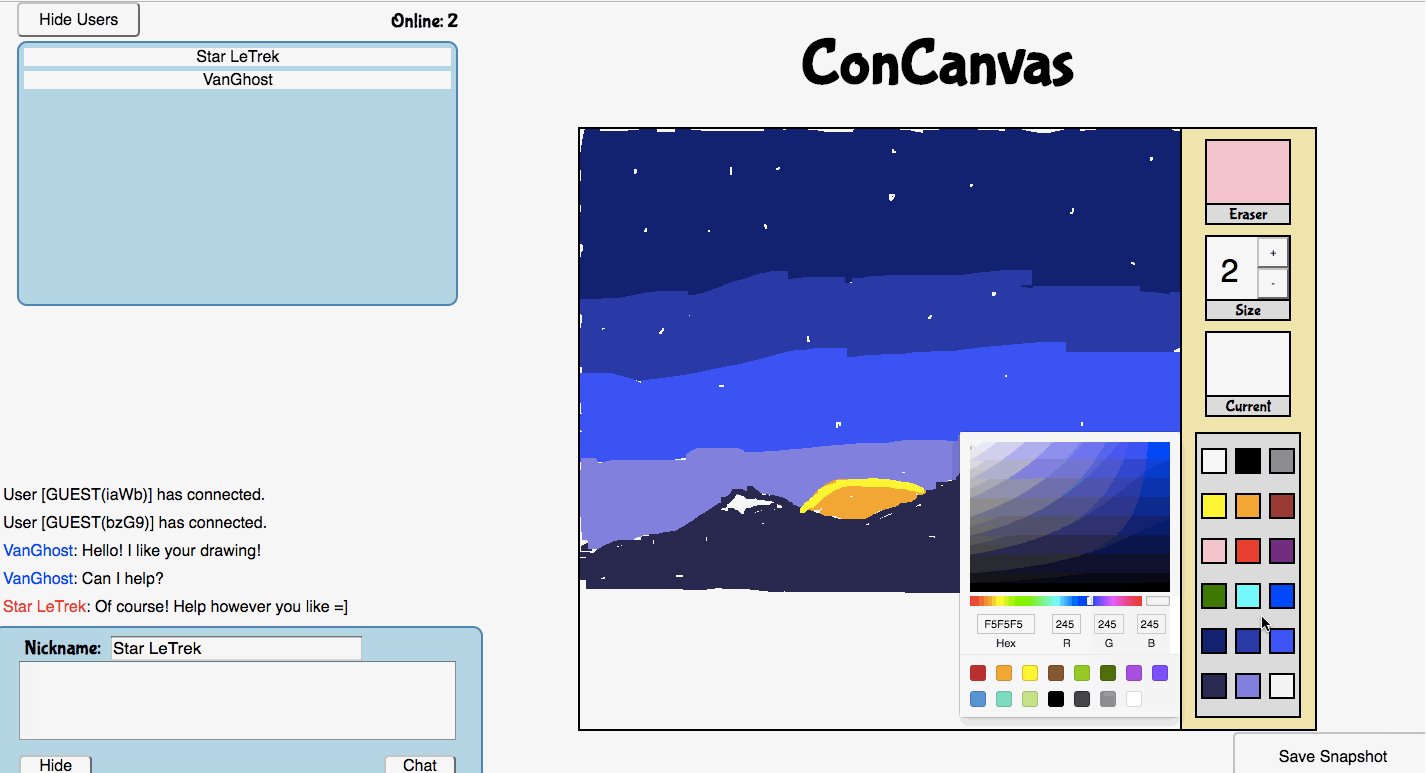 Hide Users
Online: 2
Star LeTrek
VanGhost
ConCanvas
Eraser
2
+
-
Size
Current
User [GUEST(iaWb)] has connected.
User [GUEST(bzG9)] has connected.
VanGhost: Hello! I like your drawing!
VanGhost: Can I help?
Star LeTrek: Of course! Help however you like =]
Nickname: Star LeTrek
Hide
Chat
F5F5F5 245 245 245
Hex R G B
Save Snapshot